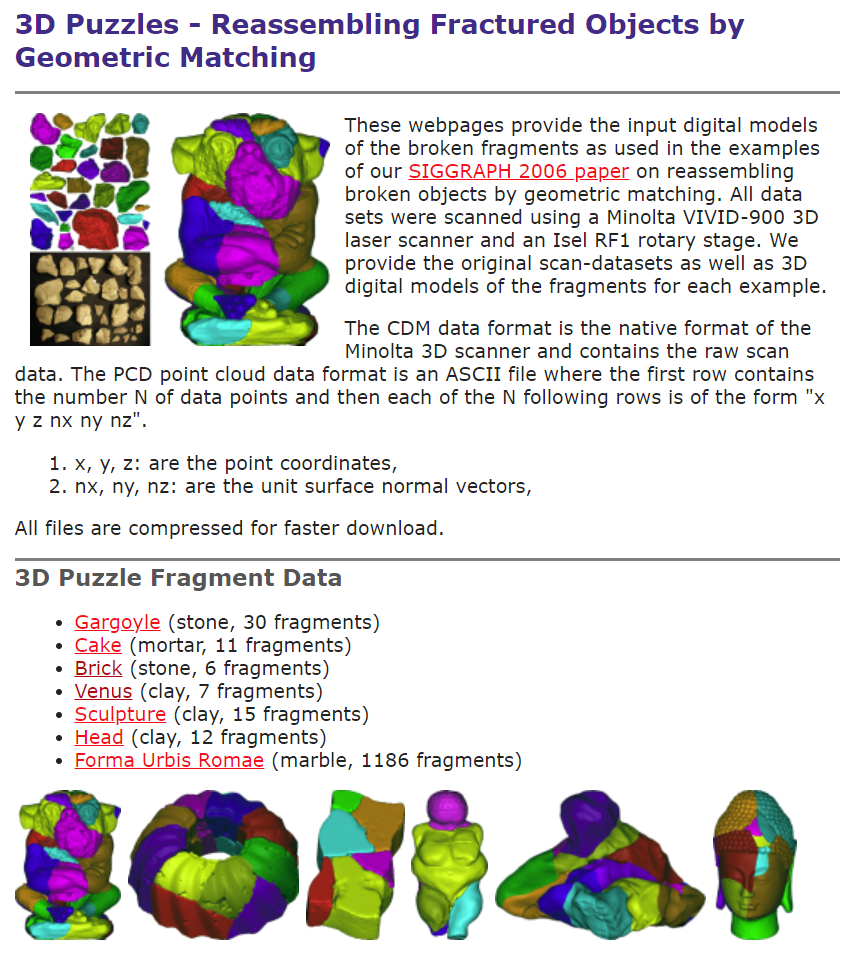 3D Puzzles - Reassembling Fractured Objects by
Geometric Matching
These webpages provide the input digital models
of the broken fragments as used in the examples
of our SIGGRAPH 2006 paper on reassembling
broken objects by geometric matching. All data
sets were scanned using a Minolta VIVID-900 3D
laser scanner and an Isel RF1 rotary stage. We
provide the original scan-datasets as well as 3D
digital models of the fragments for each example.
The CDM data format is the native format of the
Minolta 3D scanner and contains the raw scan
data. The PCD point cloud data format is an ASCII file where the first row contains
the number N of data points and then each of the N following rows is of the form "x
y z nx ny nz".
1. x, y, z: are the point coordinates,
2. nx, ny, nz: are the unit surface normal vectors,
All files are compressed for faster download.
3D Puzzle Fragment Data
• Gargoyle (stone, 30 fragments)
• Cake (mortar, 11 fragments)
• Brick (stone, 6 fragments)
• Venus (clay, 7 fragments)
• Sculpture (clay, 15 fragments)
• Head (clay, 12 fragments)
• Forma Urbis Romae (marble, 1186 fragments)